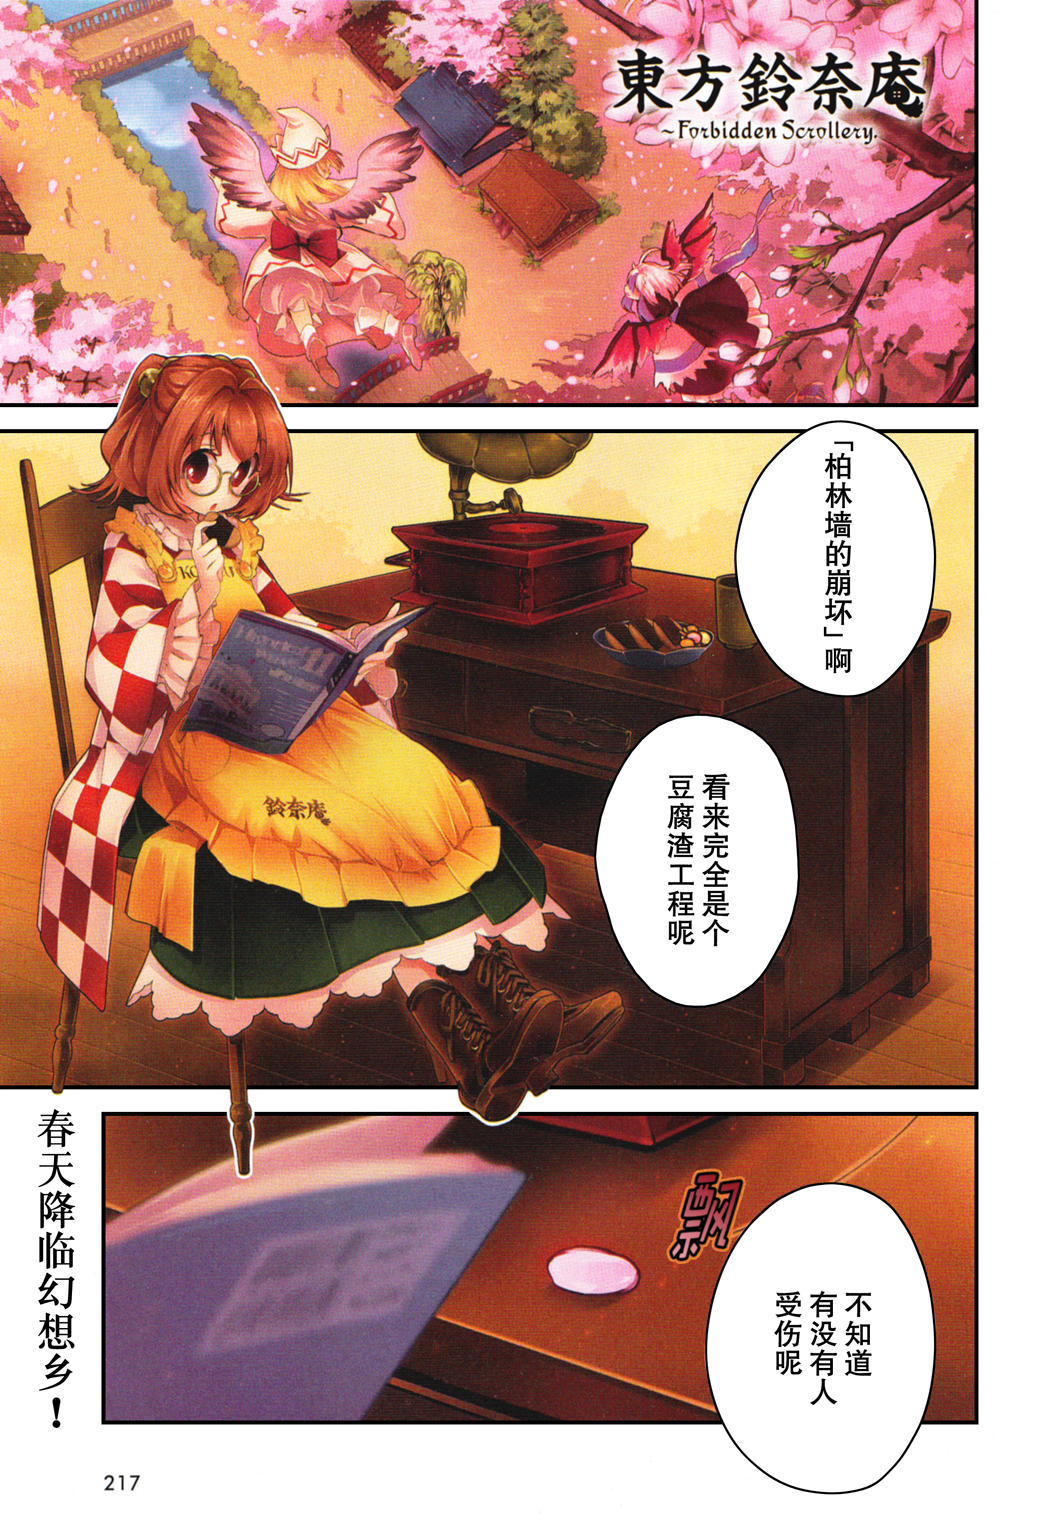 東方鈴奈庵
~Forbidden Scrollery.
「柏林墙的崩坏」啊
看来完全是个
豆腐渣工程呢
鈴奈庵
飘
不知道
有没有人
受伤呢
春天降临幻想乡！
217